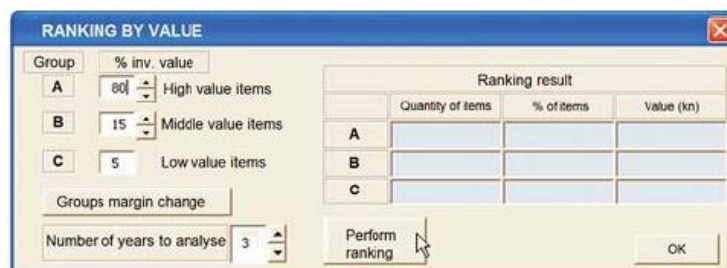 RANKING BY VALUE
Group % inv. value
A 80 High value items
B 15 Middle value items
C 5 Low value items
Groups margin change
Number of years to analyse 3
Ranking result
Quantity of items % of items Value (kn)
A
B
C
Perform
ranking
OK